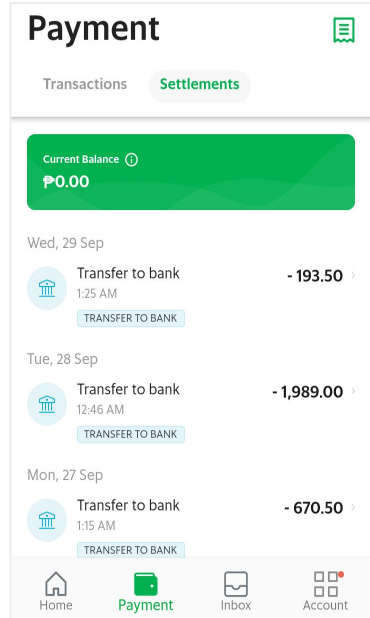 Payment
Transactions Settlements
Current Balance
₱0.00
Wed, 29 Sep
Transfer to bank - 193.50
1:25 AM
TRANSFER TO BANK
Tue, 28 Sep
Transfer to bank - 1,989.00
12:46 AM
TRANSFER TO BANK
Mon, 27 Sep
Transfer to bank - 670.50
1:15 AM
TRANSFER TO BANK
Home Payment Inbox Account